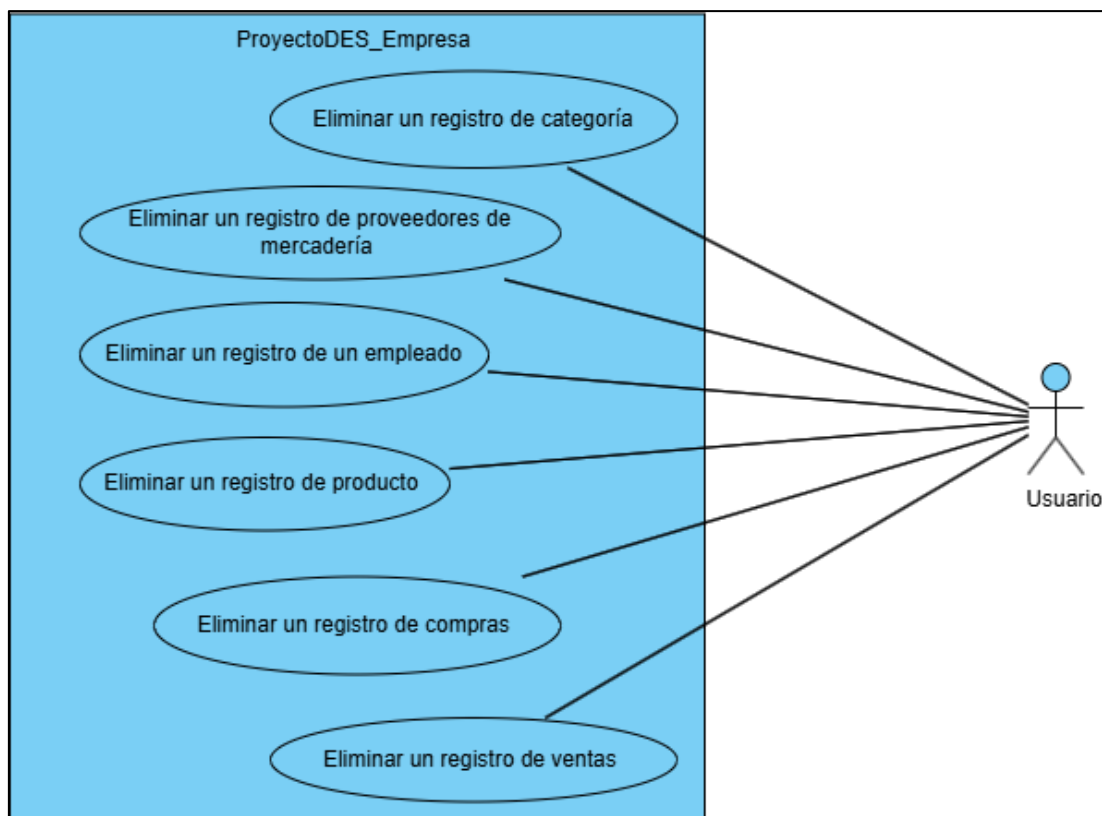 ProyectoDES_Empresa
Eliminar un registro de categoría
Eliminar un registro de proveedores de
mercadería
Eliminar un registro de un empleado
Eliminar un registro de producto
Usuario
Eliminar un registro de compras
Eliminar un registro de ventas